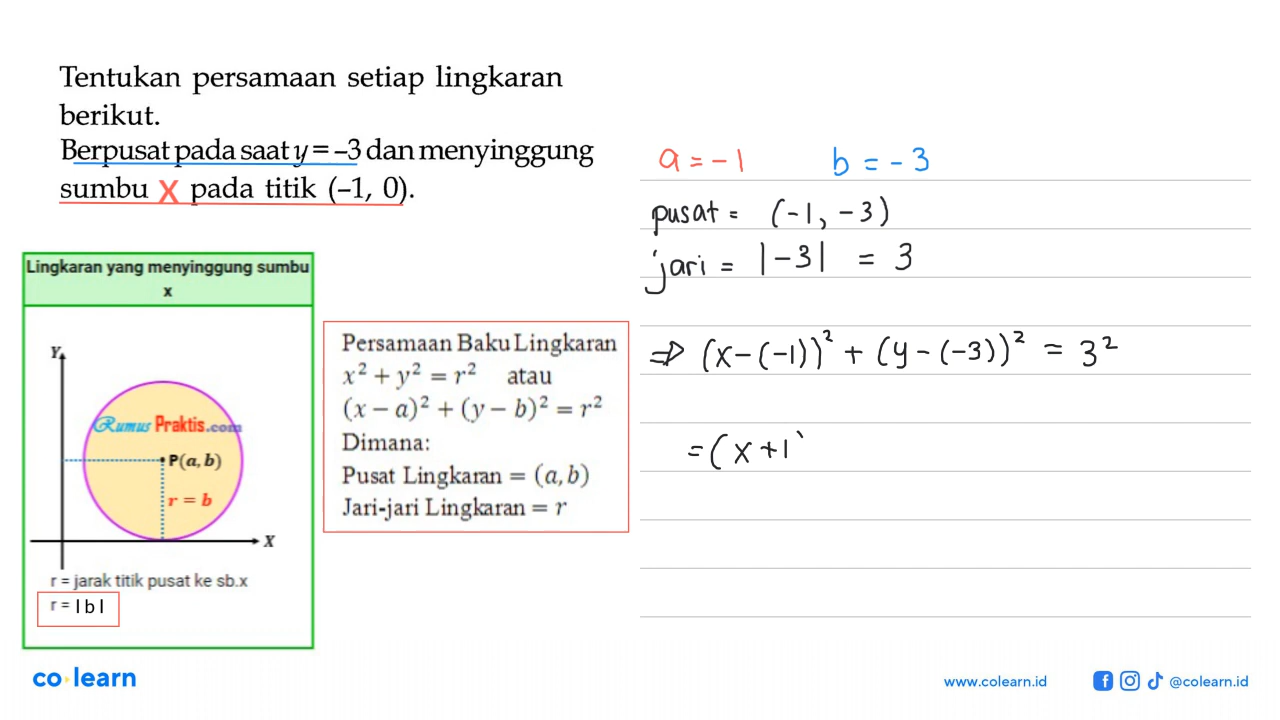 Tentukan persamaan setiap lingkaran
berikut.
Berpusat pada saat y = –3 dan menyinggung
sumbu X pada titik (–1, 0).
a = -1 b = -3
pusat = (-1, -3)
jari = |-3| = 3
⇒ (x-(-1))² + (y-(-3))² = 3²
= (x+1)
Lingkaran yang menyinggung sumbu
x
Y
Rumus Praktis.com
P(a, b)
r = b
X
r = jarak titik pusat ke sb.x
r = | b |
Persamaan Baku Lingkaran
x² + y² = r² atau
(x − a)² + (y − b)² = r²
Dimana:
Pusat Lingkaran = (a, b)
Jari-jari Lingkaran = r
co learn
www.colearn.id
@colearn.id